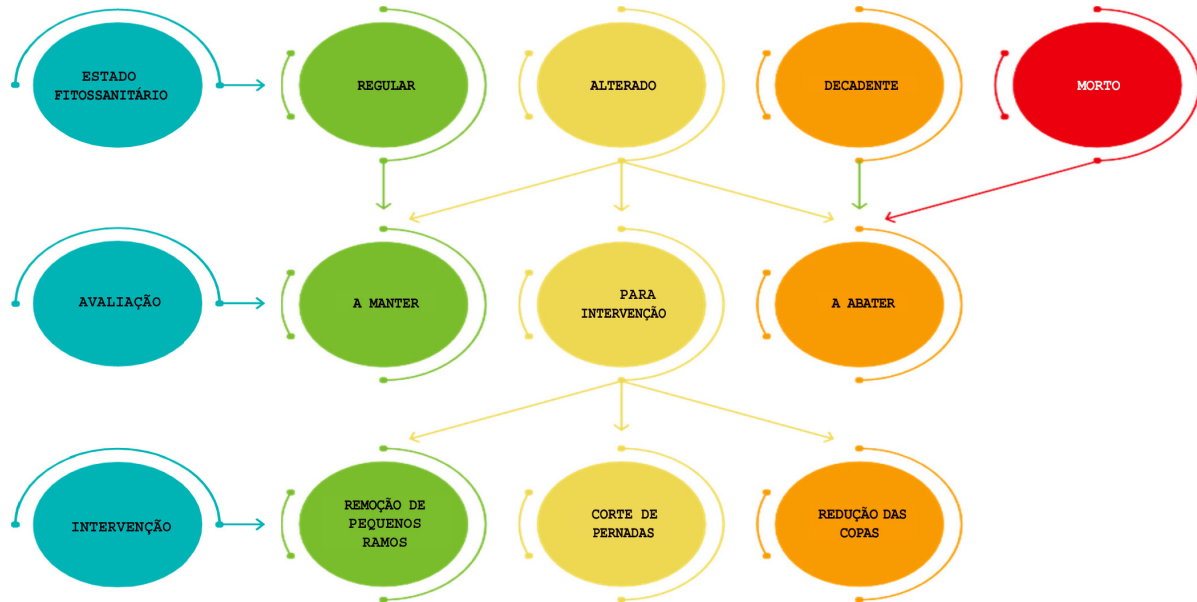 ESTADO
FITOSSANITÁRIO
REGULAR
ALTERADO
DECADENTE
MORTO
AVALIAÇÃO
A MANTER
PARA
INTERVENÇÃO
A ABATER
INTERVENÇÃO
REMOÇÃO DE
PEQUENOS
RAMOS
CORTE DE
PERNADAS
REDUÇÃO DAS
COPAS